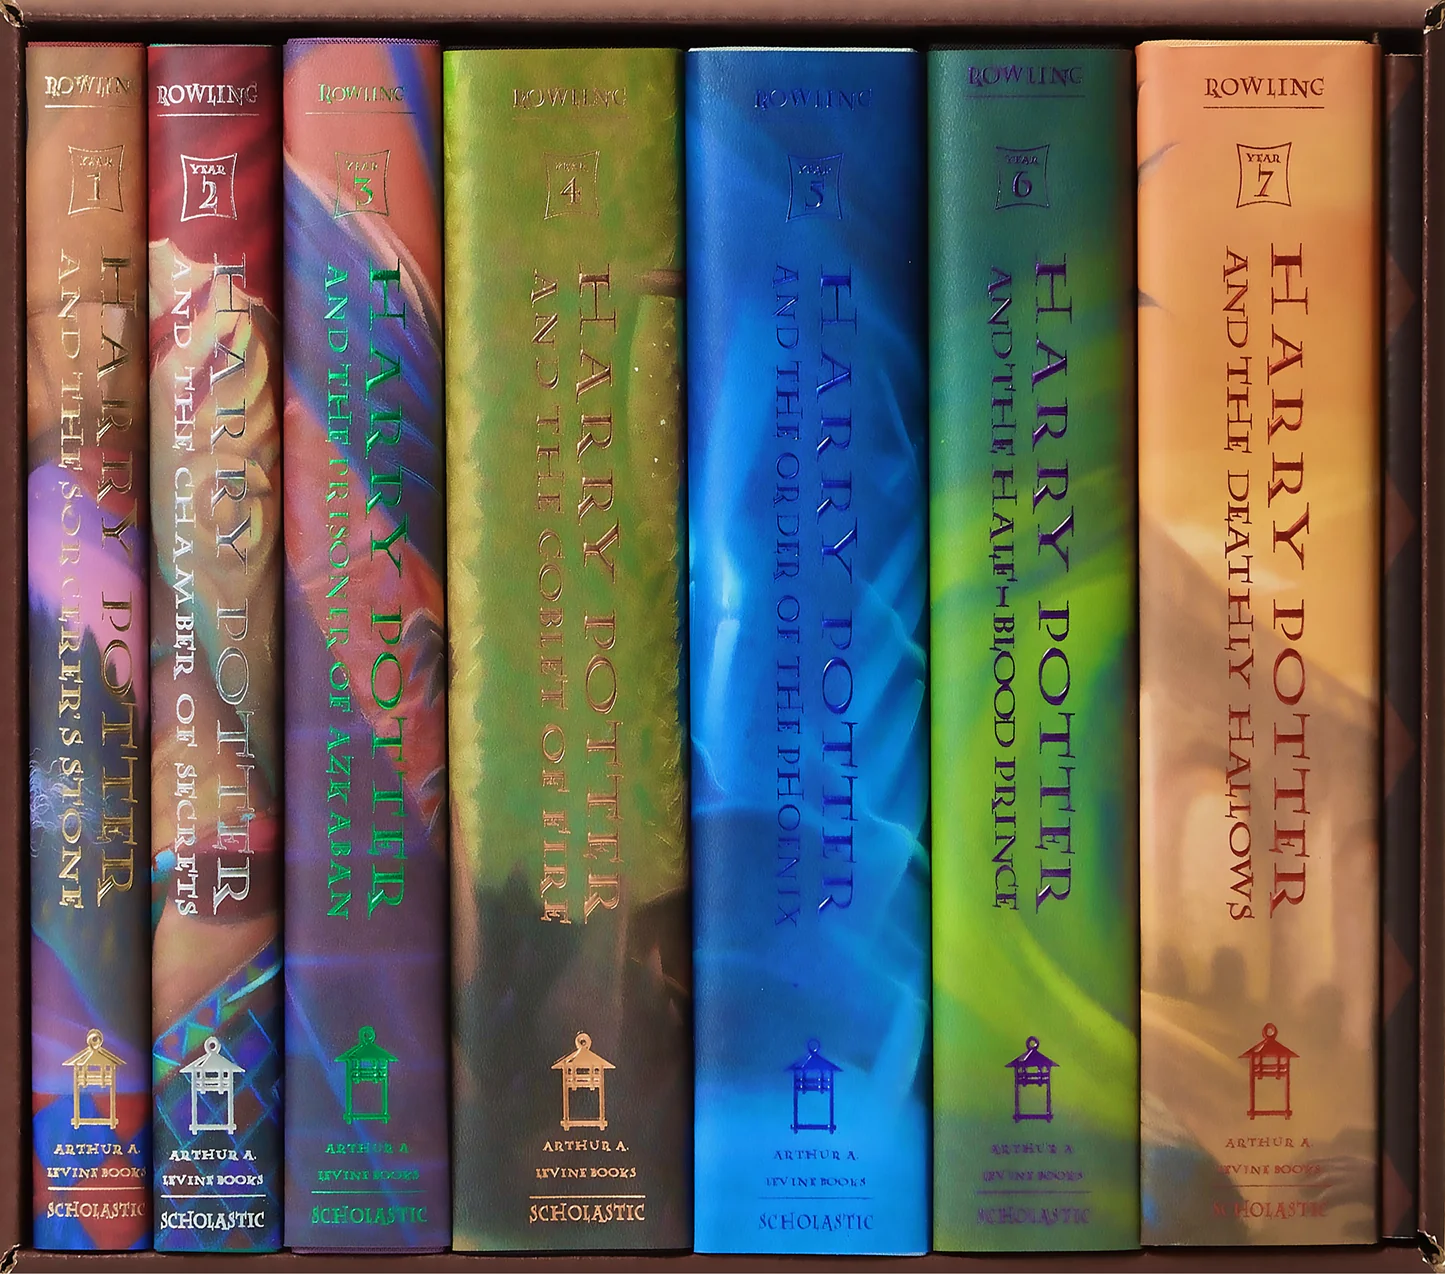 ROWLING
YEAR
1
HARRY POTTER
AND THE SORCERER'S STONE
ARTHUR A.
LEVINE BOOKS
SCHOLASTIC
ROWLING
YEAR
2
HARRY POTTER
AND THE CHAMBER OF SECRETS
ARTHUR A.
LEVINE BOOKS
SCHOLASTIC
ROWLING
YEAR
3
HARRY POTTER
AND THE PRISONER OF AZKABAN
ARTHUR A.
LEVINE BOOKS
SCHOLASTIC
ROWLING
YEAR
4
HARRY POTTER
AND THE GOBLET OF FIRE
ARTHUR A.
LEVINE BOOKS
SCHOLASTIC
ROWLING
YEAR
5
HARRY POTTER
AND THE ORDER OF THE PHOENIX
ARTHUR A.
LEVINE BOOKS
SCHOLASTIC
ROWLING
YEAR
6
HARRY POTTER
AND THE HALF-BLOOD PRINCE
ARTHUR A.
LEVINE BOOKS
SCHOLASTIC
ROWLING
YEAR
7
HARRY POTTER
AND THE DEATHLY HALLOWS
ARTHUR A.
LEVINE BOOKS
SCHOLASTIC